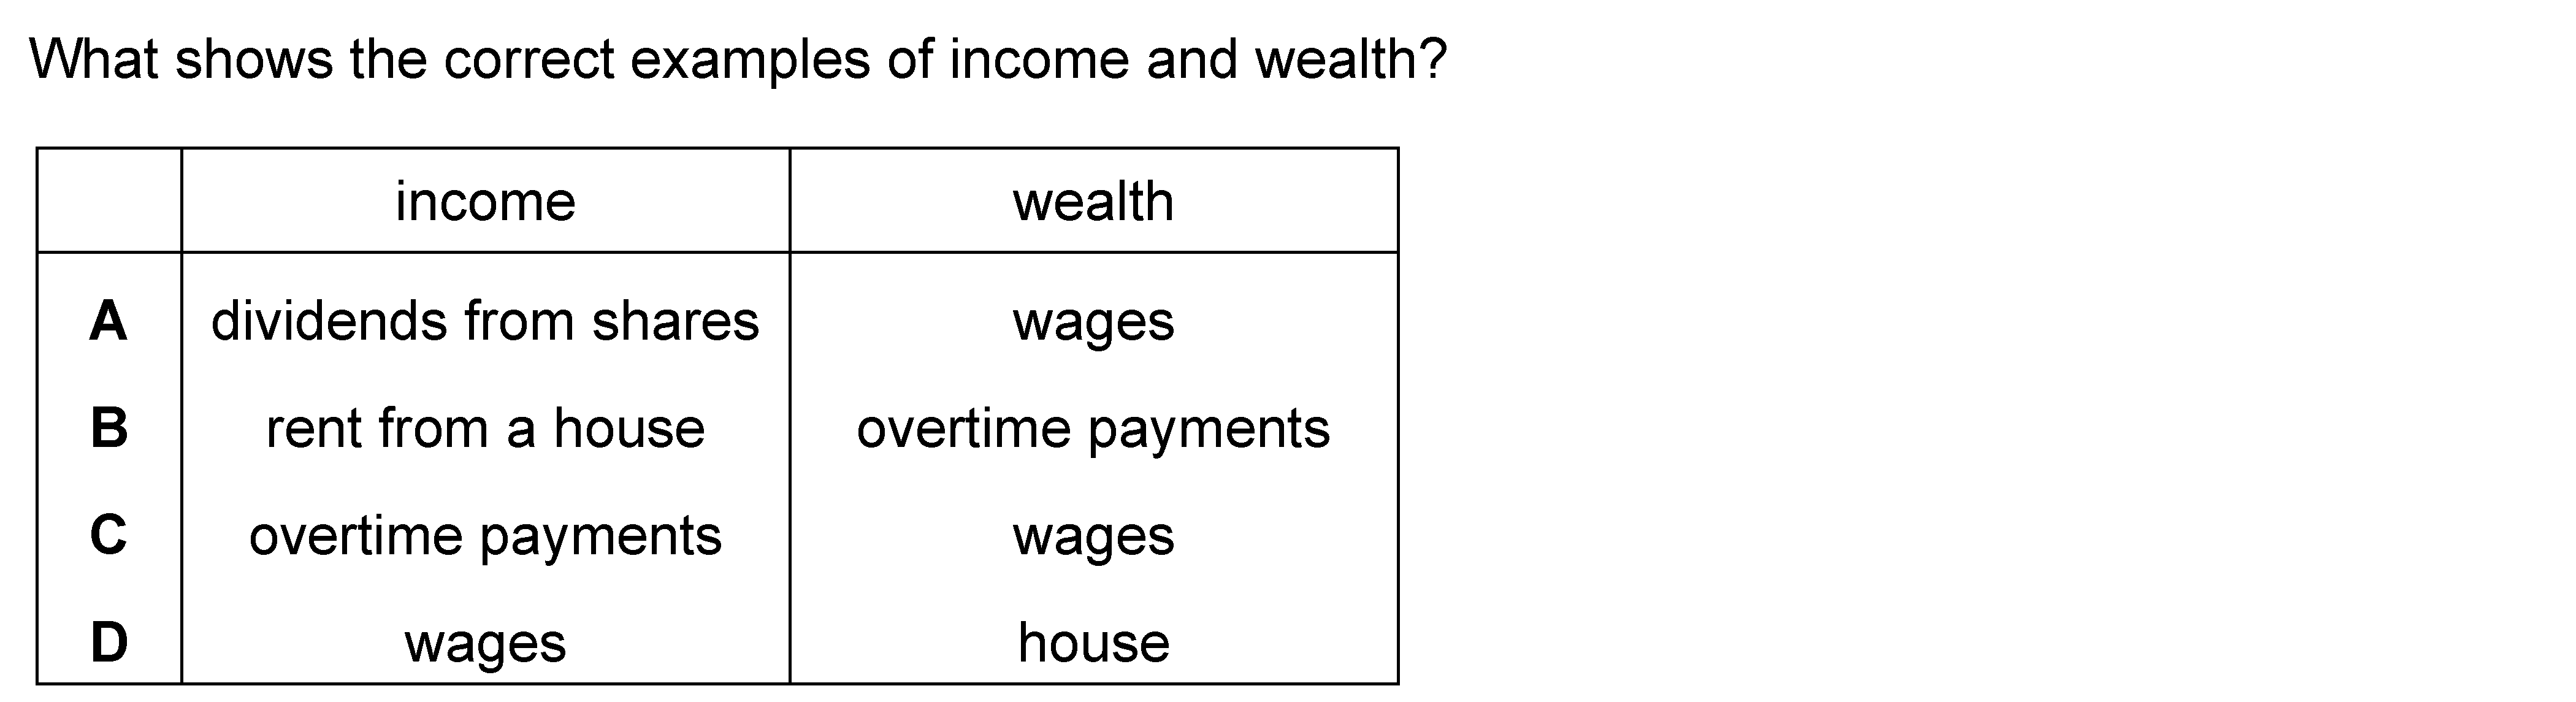 What shows the correct examples of income and wealth?
income wealth
A dividends from shares wages
B rent from a house overtime payments
C overtime payments wages
D wages house